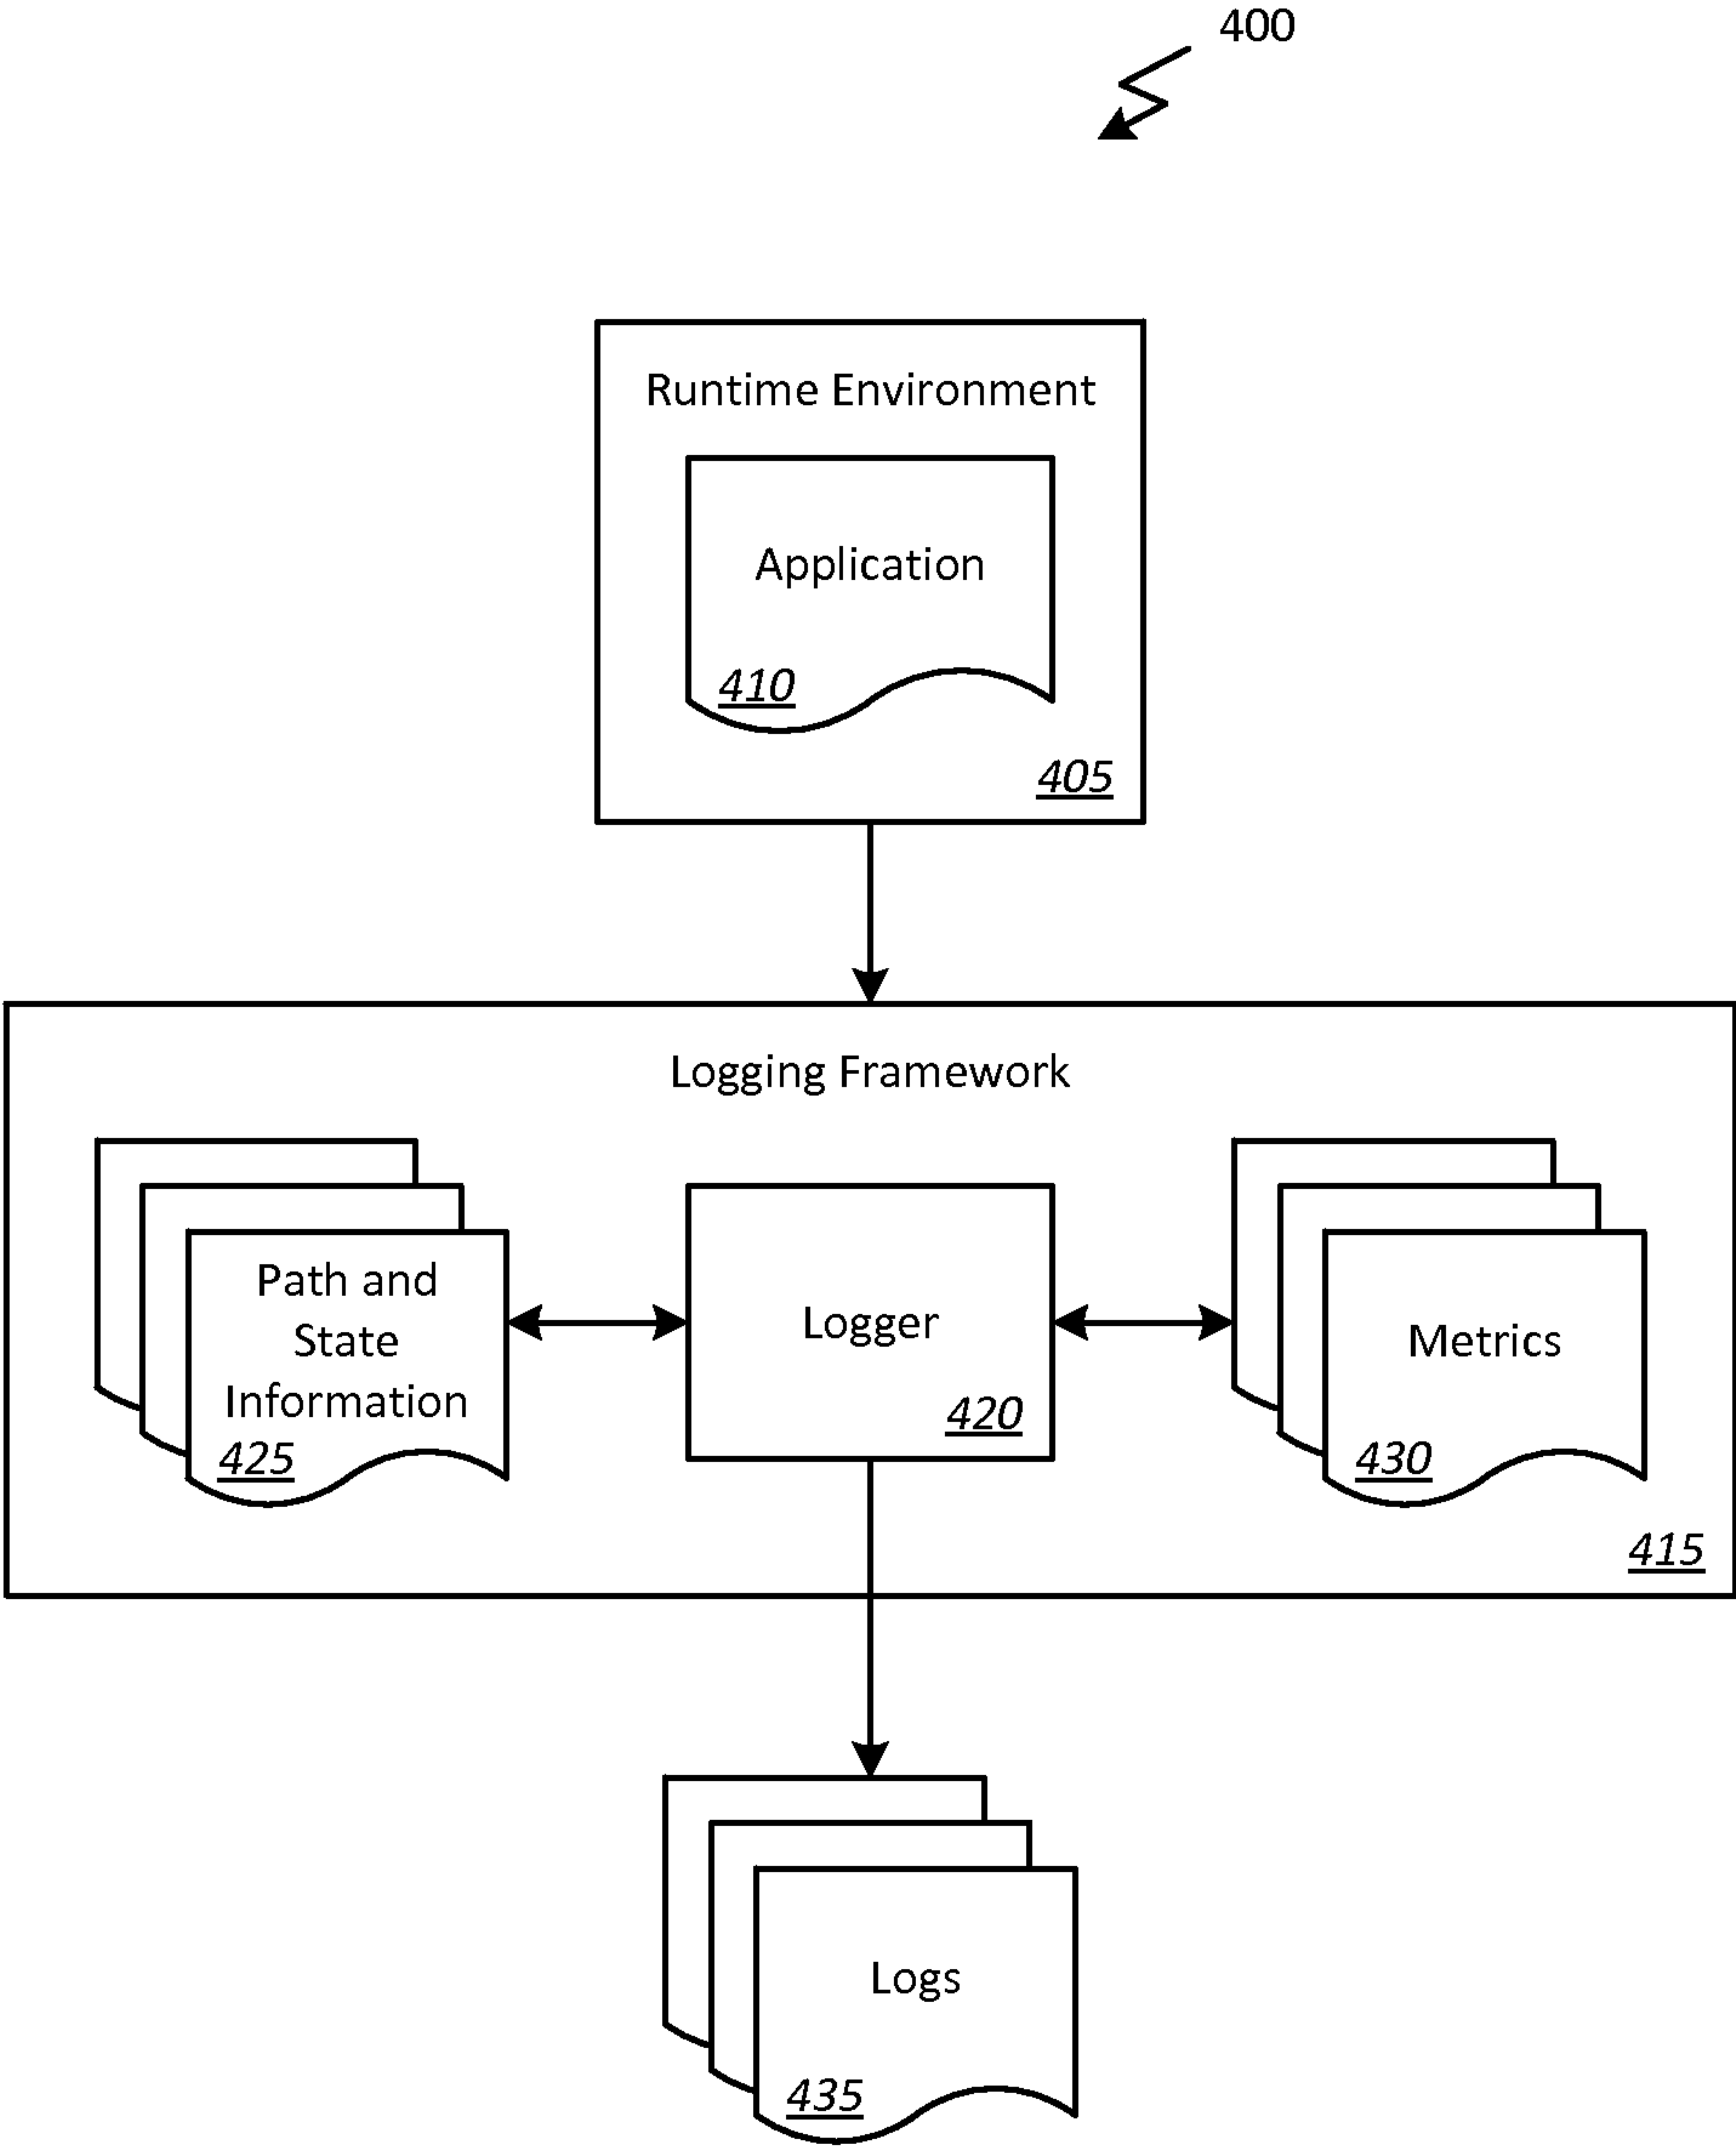 400
Runtime Environment
Application
410
405
Logging Framework
Path and
State
Information
425
Logger
420
Metrics
430
415
Logs
435